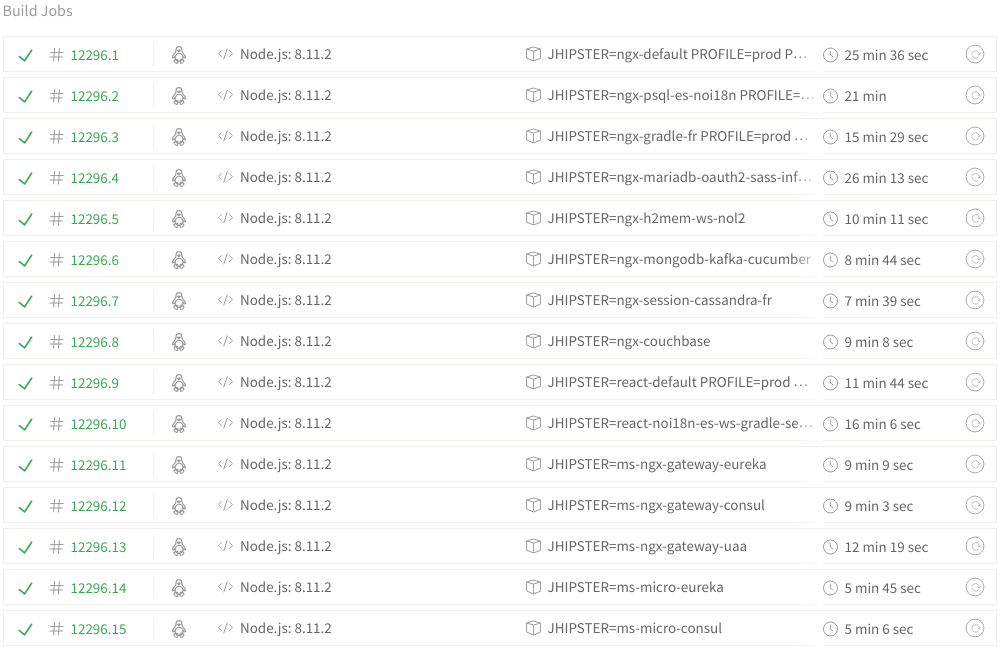 Build Jobs
# 12296.1 </> Node.js: 8.11.2 JHIPSTER=ngx-default PROFILE=prod P... 25 min 36 sec
# 12296.2 </> Node.js: 8.11.2 JHIPSTER=ngx-psql-es-noi18n PROFILE=... 21 min
# 12296.3 </> Node.js: 8.11.2 JHIPSTER=ngx-gradle-fr PROFILE=prod ... 15 min 29 sec
# 12296.4 </> Node.js: 8.11.2 JHIPSTER=ngx-mariadb-oauth2-sass-inf... 26 min 13 sec
# 12296.5 </> Node.js: 8.11.2 JHIPSTER=ngx-h2mem-ws-nol2 10 min 11 sec
# 12296.6 </> Node.js: 8.11.2 JHIPSTER=ngx-mongodb-kafka-cucumber 8 min 44 sec
# 12296.7 </> Node.js: 8.11.2 JHIPSTER=ngx-session-cassandra-fr 7 min 39 sec
# 12296.8 </> Node.js: 8.11.2 JHIPSTER=ngx-couchbase 9 min 8 sec
# 12296.9 </> Node.js: 8.11.2 JHIPSTER=react-default PROFILE=prod ... 11 min 44 sec
# 12296.10 </> Node.js: 8.11.2 JHIPSTER=react-noi18n-es-ws-gradle-se... 16 min 6 sec
# 12296.11 </> Node.js: 8.11.2 JHIPSTER=ms-ngx-gateway-eureka 9 min 9 sec
# 12296.12 </> Node.js: 8.11.2 JHIPSTER=ms-ngx-gateway-consul 9 min 3 sec
# 12296.13 </> Node.js: 8.11.2 JHIPSTER=ms-ngx-gateway-uaa 12 min 19 sec
# 12296.14 </> Node.js: 8.11.2 JHIPSTER=ms-micro-eureka 5 min 45 sec
# 12296.15 </> Node.js: 8.11.2 JHIPSTER=ms-micro-consul 5 min 6 sec